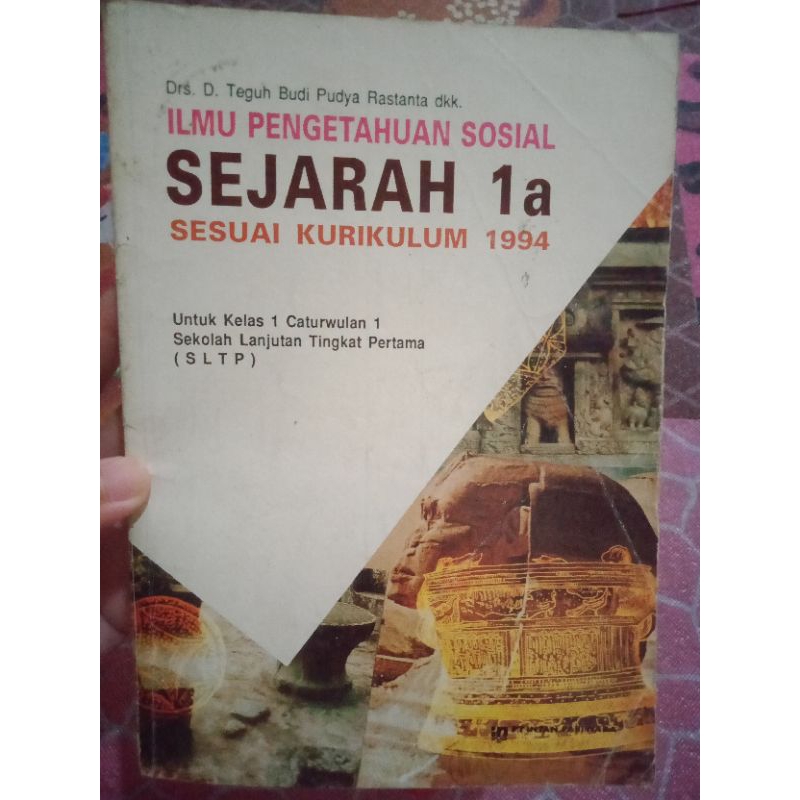 Drs. D. Teguh Budi Pudya Rastanta dkk.
ILMU PENGETAHUAN SOSIAL
SEJARAH 1a
SESUAI KURIKULUM 1994
Untuk Kelas 1 Caturwulan 1
Sekolah Lanjutan Tingkat Pertama
( S L T P )